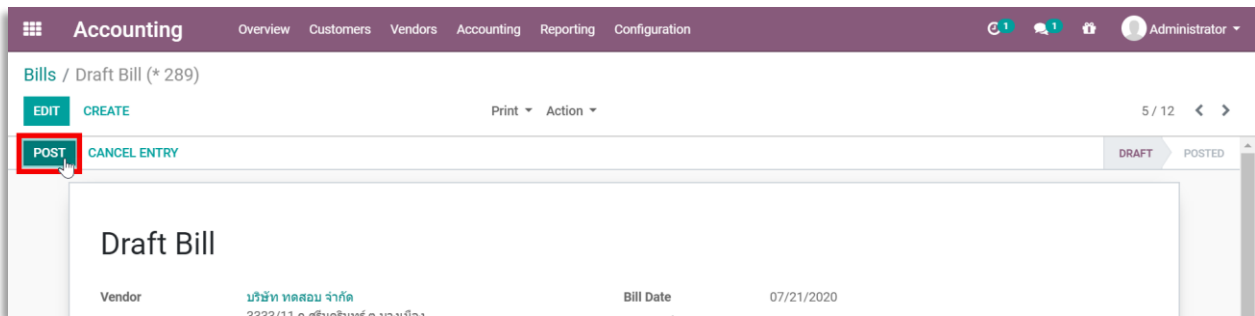 Accounting Overview Customers Vendors Accounting Reporting Configuration 1 1 Administrator
Bills / Draft Bill (* 289)
EDIT CREATE Print Action 5 / 12
POST CANCEL ENTRY DRAFT POSTED
Draft Bill
Vendor บริษัท ทดสอบ จำกัด Bill Date 07/21/2020
3333/11